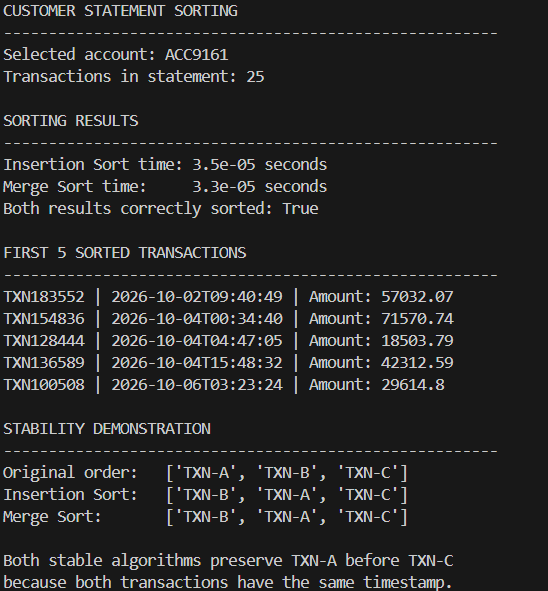 CUSTOMER STATEMENT SORTING
-------------------------------------------------------
Selected account: ACC9161
Transactions in statement: 25

SORTING RESULTS
-------------------------------------------------------
Insertion Sort time: 3.5e-05 seconds
Merge Sort time:     3.3e-05 seconds
Both results correctly sorted: True

FIRST 5 SORTED TRANSACTIONS
-------------------------------------------------------
TXN183552 | 2026-10-02T09:40:49 | Amount: 57032.07
TXN154836 | 2026-10-04T00:34:40 | Amount: 71570.74
TXN128444 | 2026-10-04T04:47:05 | Amount: 18503.79
TXN136589 | 2026-10-04T15:48:32 | Amount: 42312.59
TXN100508 | 2026-10-06T03:23:24 | Amount: 29614.8

STABILITY DEMONSTRATION
-------------------------------------------------------
Original order:   ['TXN-A', 'TXN-B', 'TXN-C']
Insertion Sort:   ['TXN-B', 'TXN-A', 'TXN-C']
Merge Sort:       ['TXN-B', 'TXN-A', 'TXN-C']

Both stable algorithms preserve TXN-A before TXN-C
because both transactions have the same timestamp.